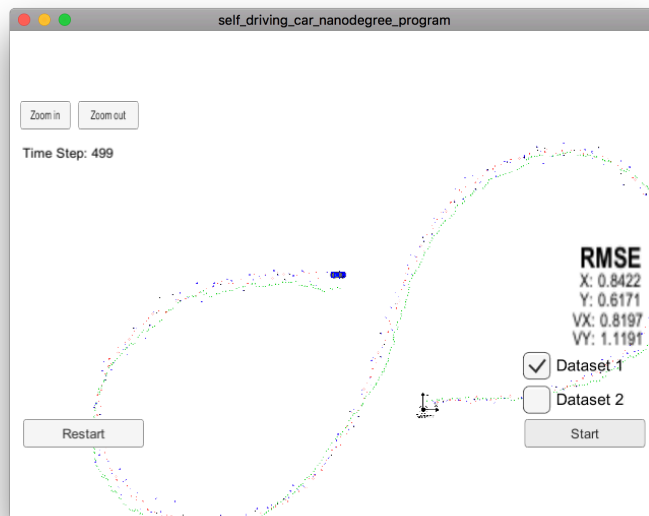 self_driving_car_nanodegree_program
Zoom in Zoom out
Time Step: 499
RMSE
X: 0.8422
Y: 0.6171
VX: 0.8197
VY: 1.1191
Dataset 1
Dataset 2
Restart
Start